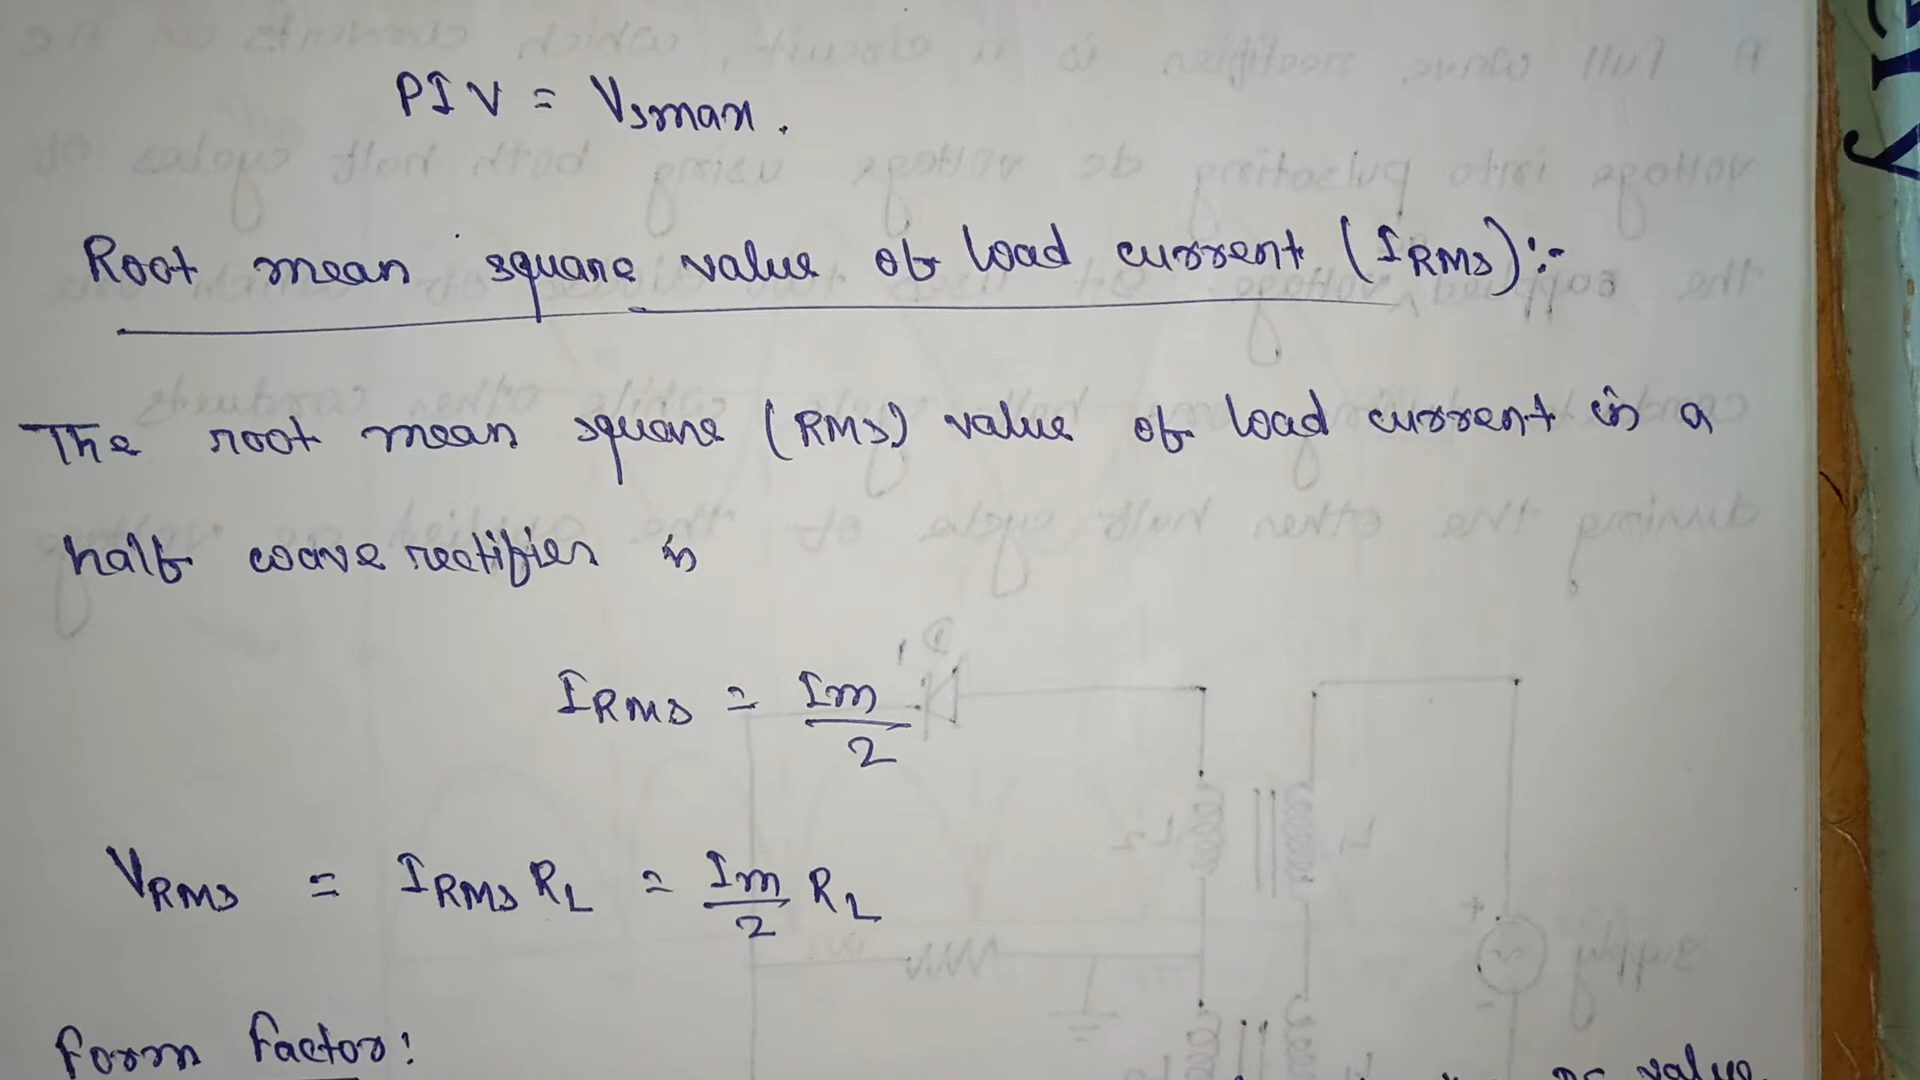 PIV = Vsmax.
Root mean square value of load current (IRMS):-
The root mean square (RMS) value of load current in a
half wave rectifier is
IRMS = Im/2
VRMS = IRMS RL = Im/2 RL
Form Factor:
value